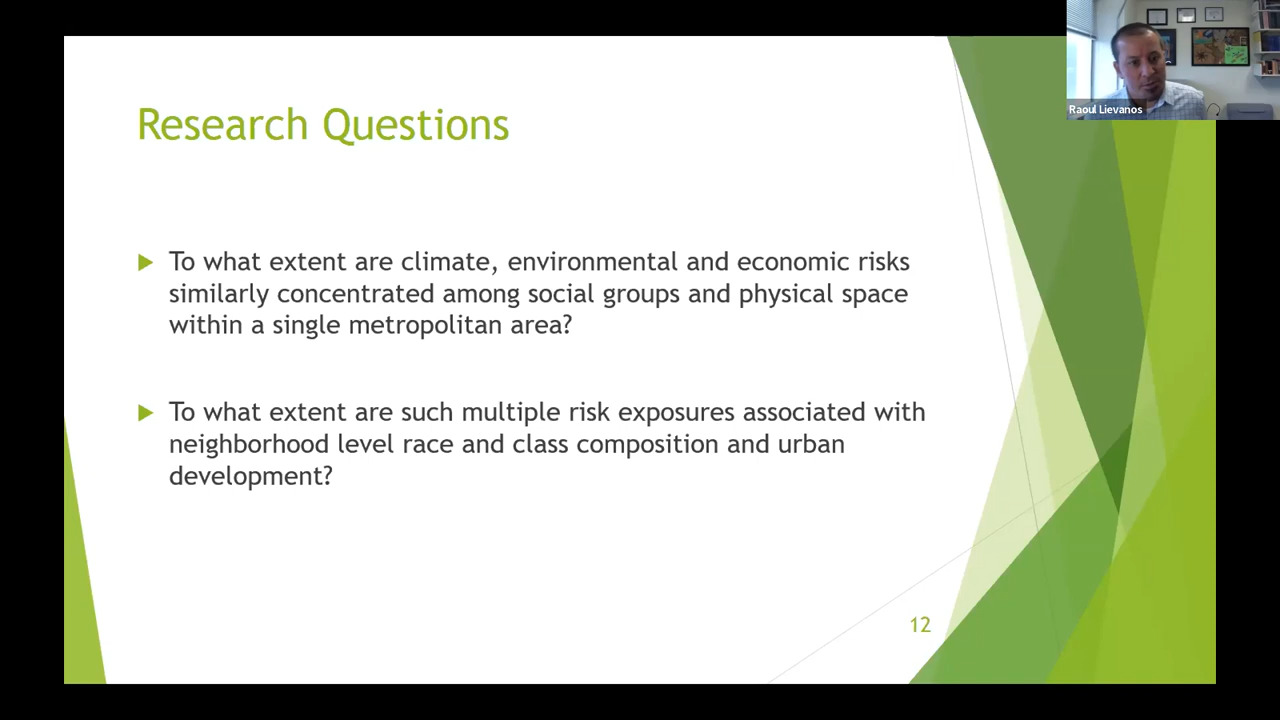 Raoul Lievanos
Research Questions
To what extent are climate, environmental and economic risks
similarly concentrated among social groups and physical space
within a single metropolitan area?
To what extent are such multiple risk exposures associated with
neighborhood level race and class composition and urban
development?
12